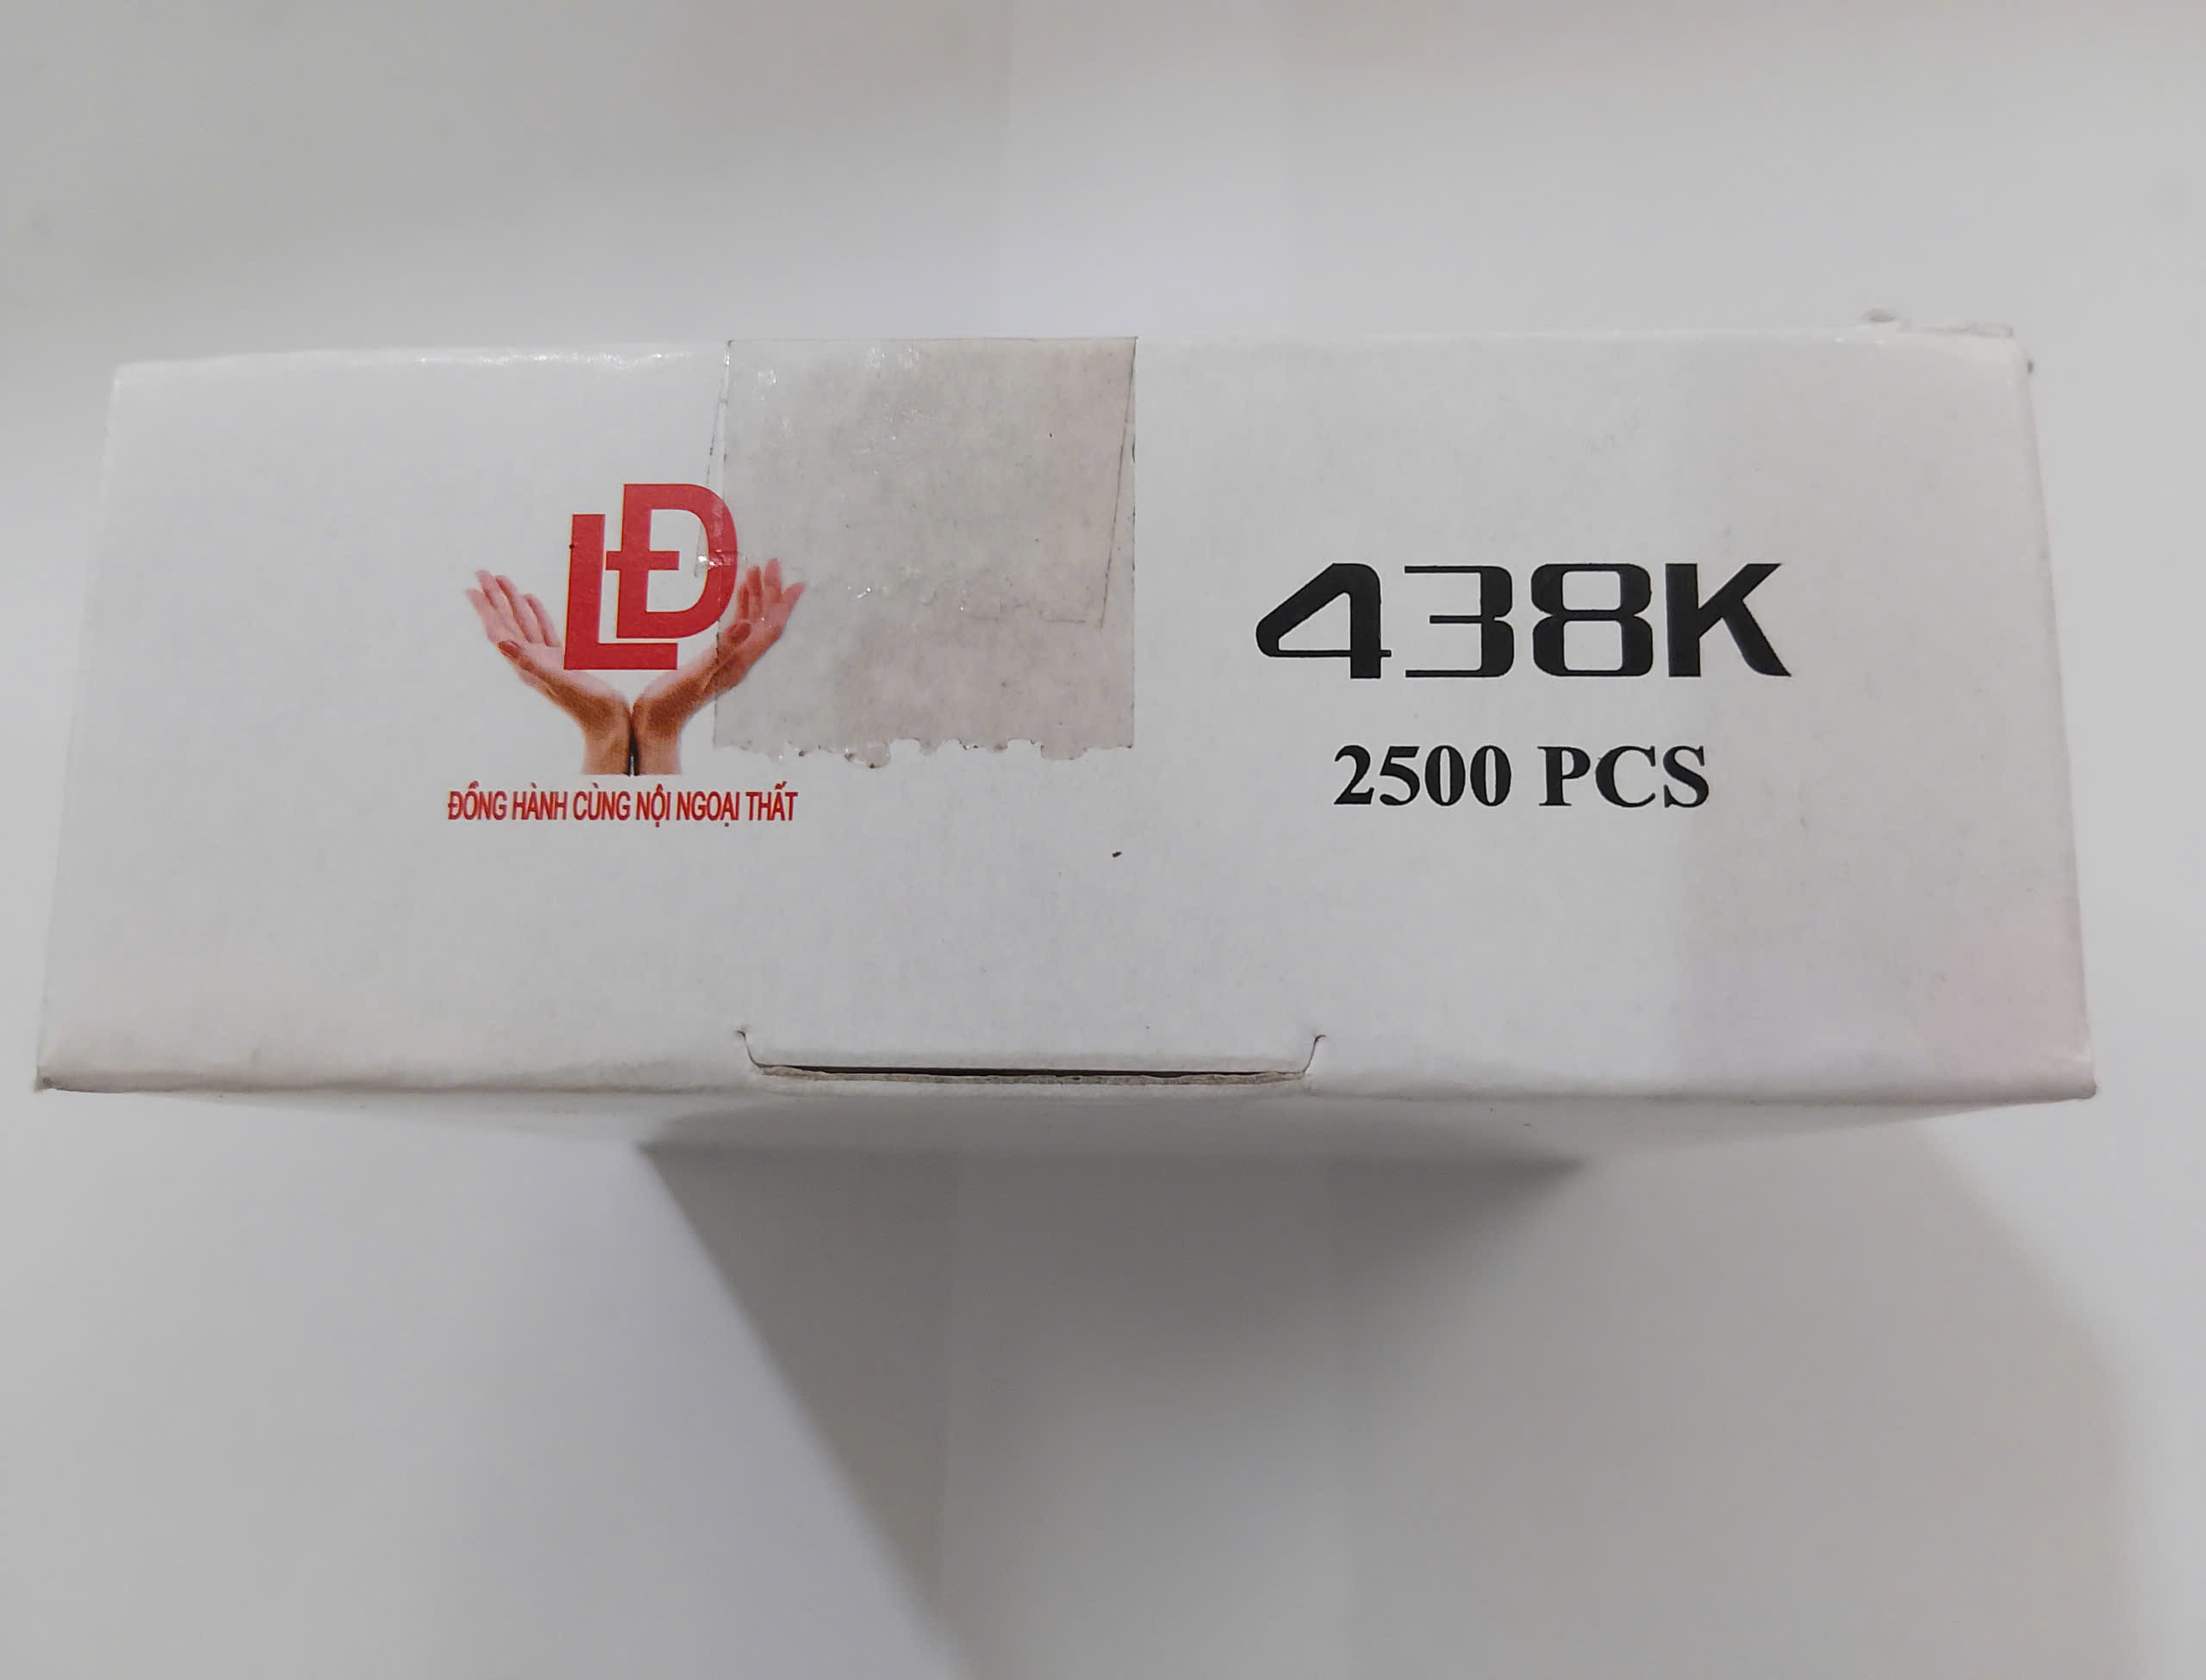 LĐ
ĐỒNG HÀNH CÙNG NỘI NGOẠI THẤT
438K
2500 PCS